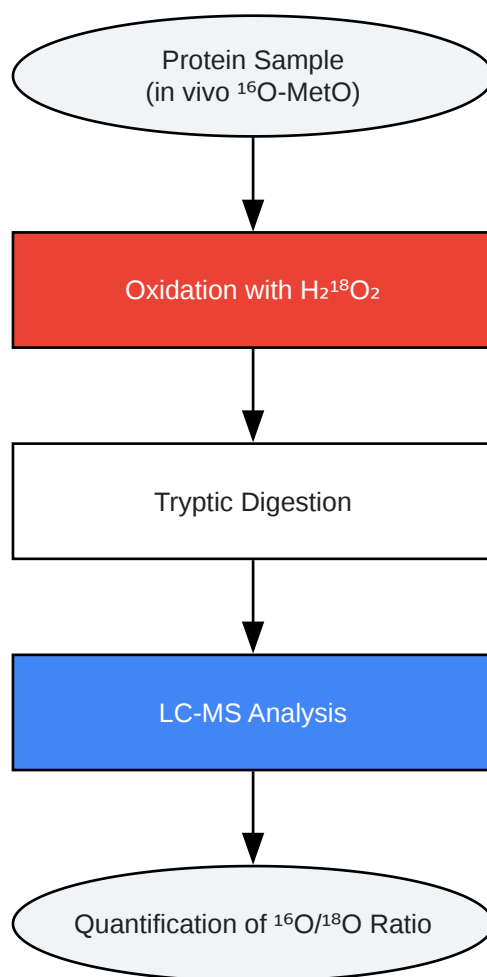 Protein Sample
(in vivo ¹⁶O-MetO)
Oxidation with H₂¹⁸O₂
Tryptic Digestion
LC-MS Analysis
Quantification of ¹⁶O/¹⁸O Ratio